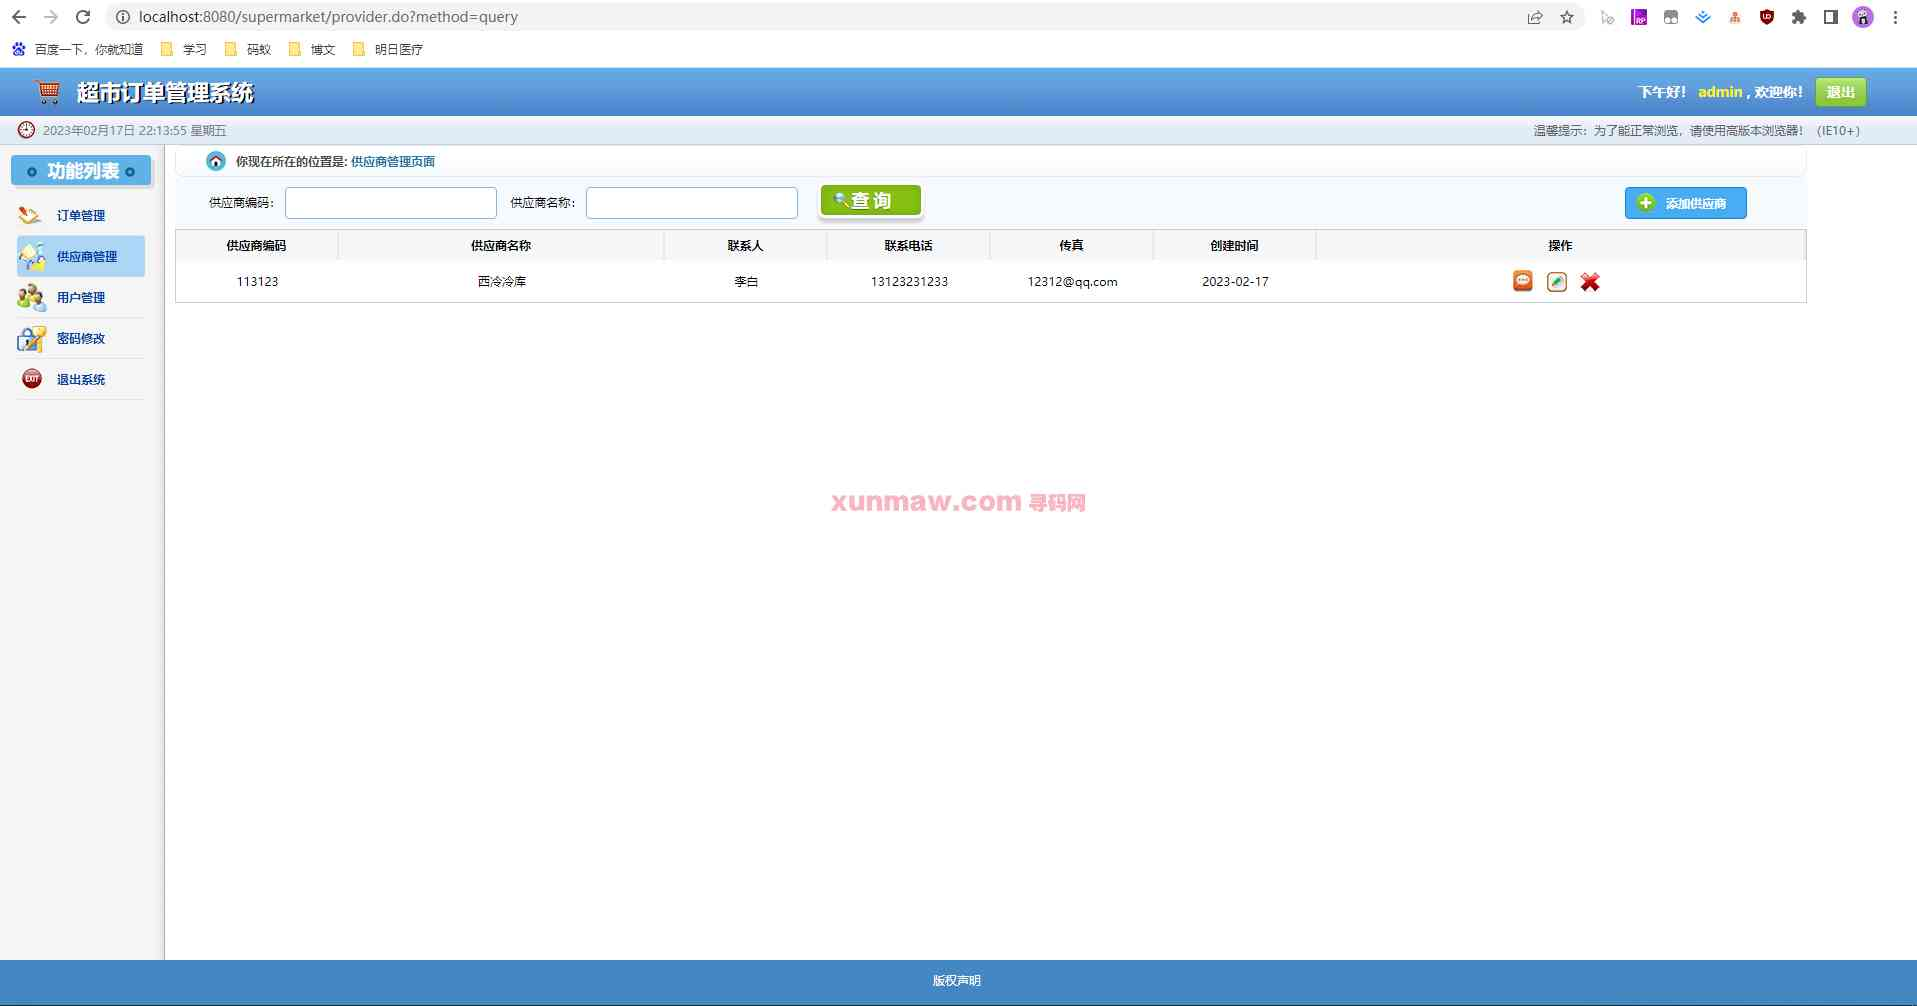 localhost:8080/supermarket/provider.do?method=query
百度一下，你就知道 学习 码蚁 博文 明日医疗
超市订单管理系统
下午好！ admin , 欢迎你！ 退出
2023年02月17日 22:13:55 星期五
温馨提示：为了能正常浏览，请使用高版本浏览器！（IE10+）
功能列表
订单管理
供应商管理
用户管理
密码修改
EXIT 退出系统
你现在所在的位置是: 供应商管理页面
供应商编码： 供应商名称： 查 询 添加供应商
供应商编码 供应商名称 联系人 联系电话 传真 创建时间 操作
113123 西冷冷库 李白 13123231233 12312@qq.com 2023-02-17
xunmaw.com 寻码网
版权声明